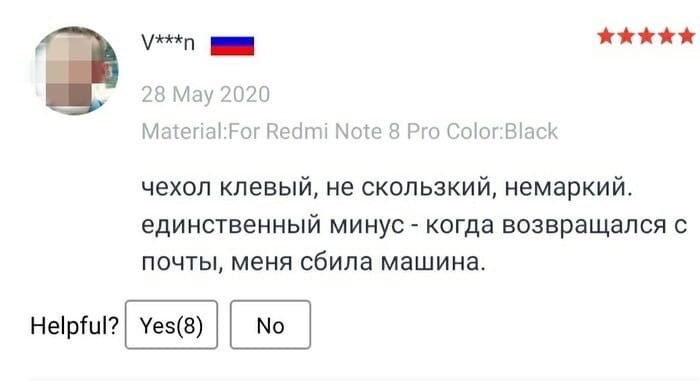 V***n
28 May 2020
Material:For Redmi Note 8 Pro Color:Black
чехол клевый, не скользкий, немаркий.
единственный минус - когда возвращался с
почты, меня сбила машина.
Helpful? Yes(8) No